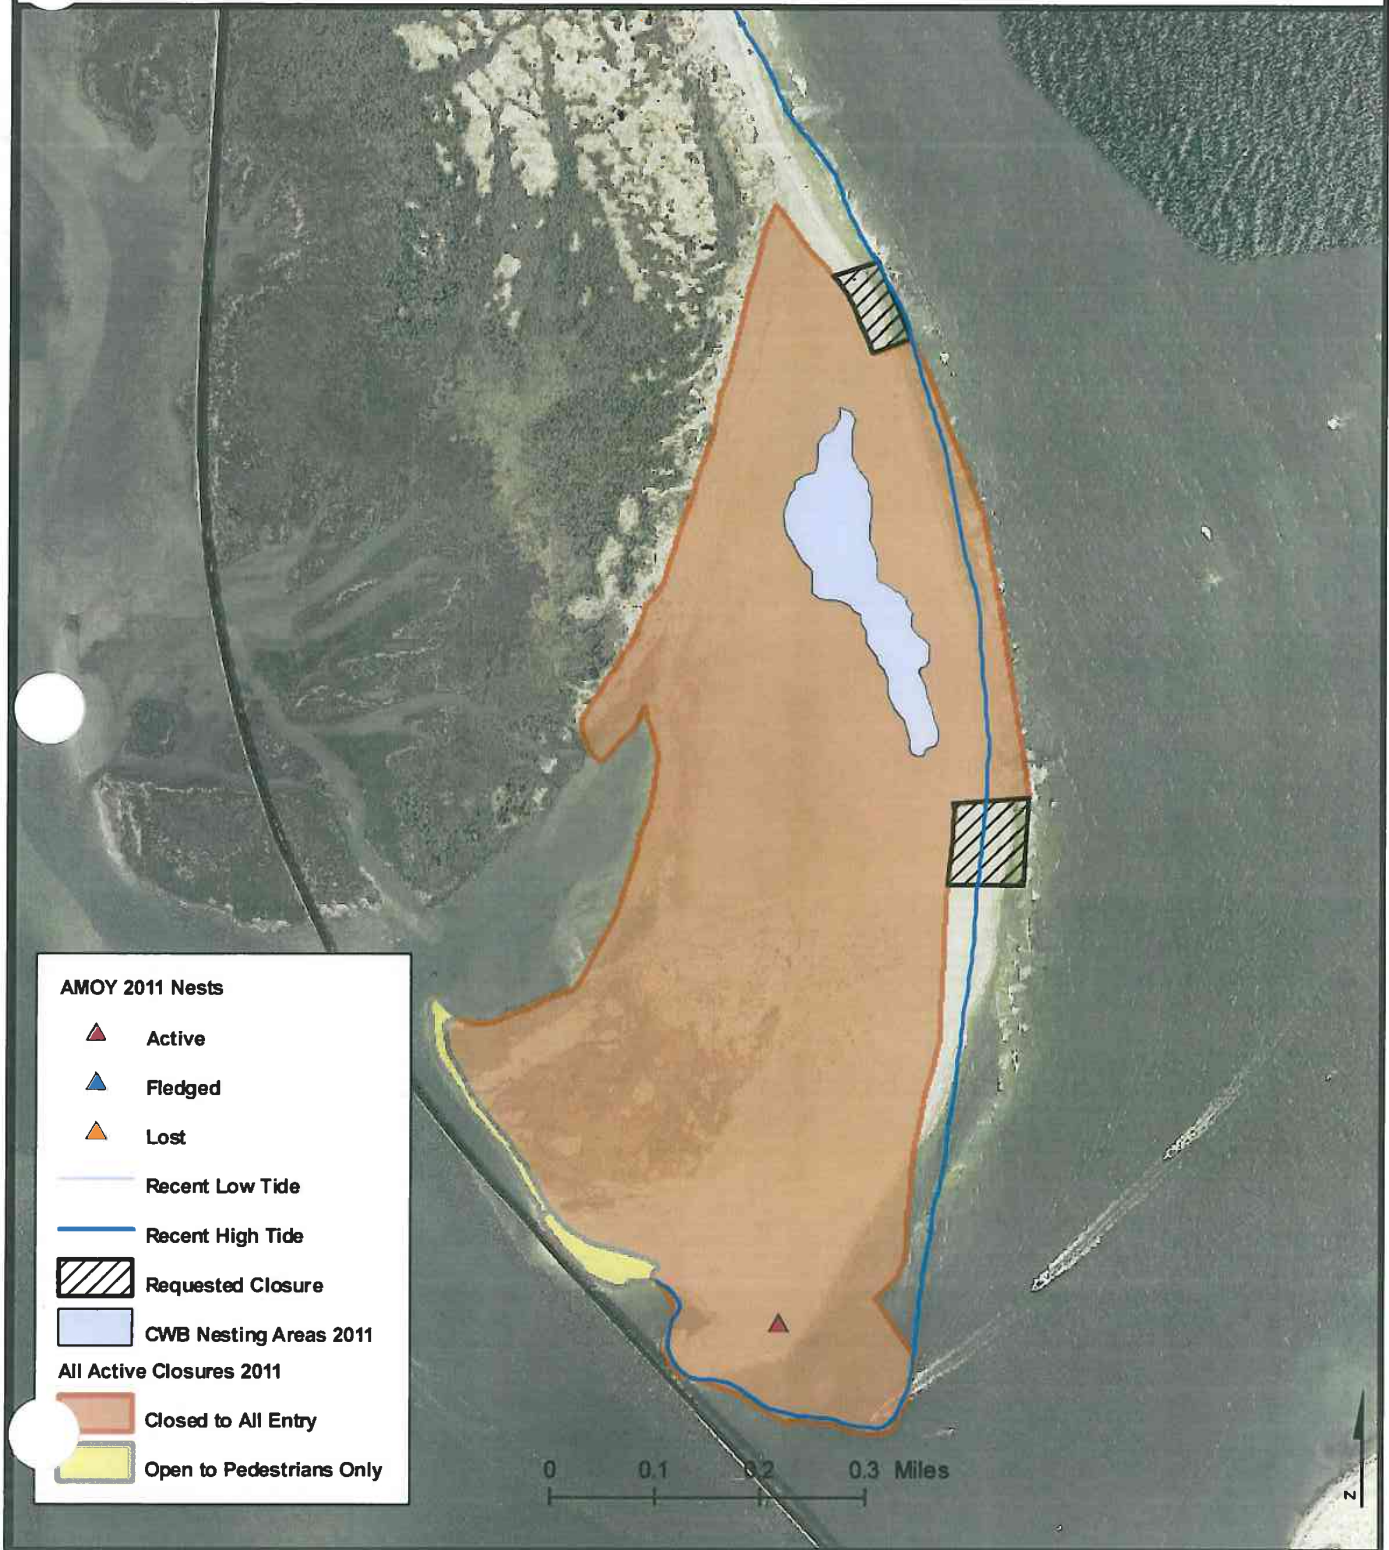 AMOY 2011 Nests
Active
Fledged
Lost
Recent Low Tide
Recent High Tide
Requested Closure
CWB Nesting Areas 2011
All Active Closures 2011
Closed to All Entry
Open to Pedestrians Only
0 0.1 0.2 0.3 Miles
N